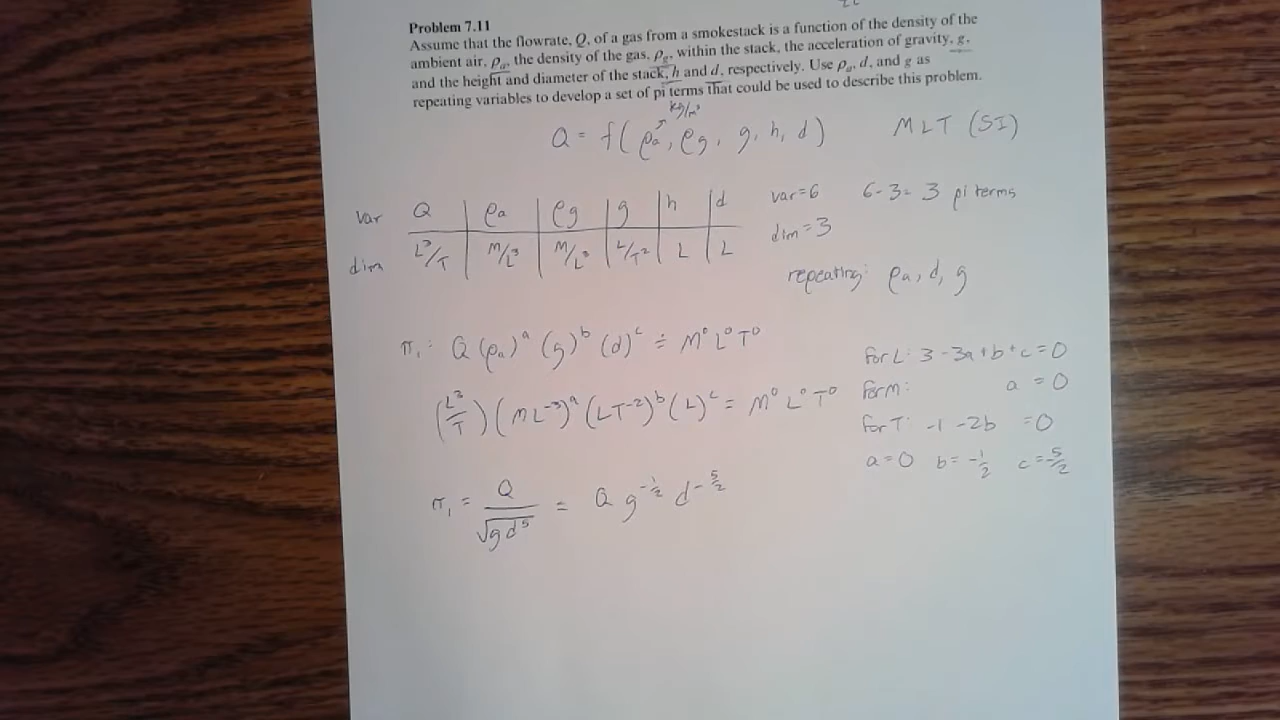 Problem 7.11
Assume that the flowrate, Q, of a gas from a smokestack is a function of the density of the
ambient air, ρₐ, the density of the gas, ρg, within the stack, the acceleration of gravity, g,
and the height and diameter of the stack, h and d, respectively. Use ρₐ, d, and g as
repeating variables to develop a set of pi terms that could be used to describe this problem.
kg/m³
Q = f(ρₐ, ρg, g, h, d) MLT (SI)
var Q | ρₐ | ρg | g | h | d var=6 6-3= 3 pi terms
dim L³/T | M/L³ | M/L³ | L/T² | L | L dim=3
repeating: ρₐ, d, g
π₁: Q (ρₐ)ᵃ (g)ᵇ (d)ᶜ ≐ M⁰ L⁰ T⁰
for L: 3 - 3a + b + c = 0
for M: a = 0
(L³/T) (ML⁻³)ᵃ (LT⁻²)ᵇ (L)ᶜ = M⁰ L⁰ T⁰
for T: -1 -2b = 0
a=0 b=-1/2 c=-5/2
π₁ = Q/√gd⁵ = Q g^-1/2 d^-5/2